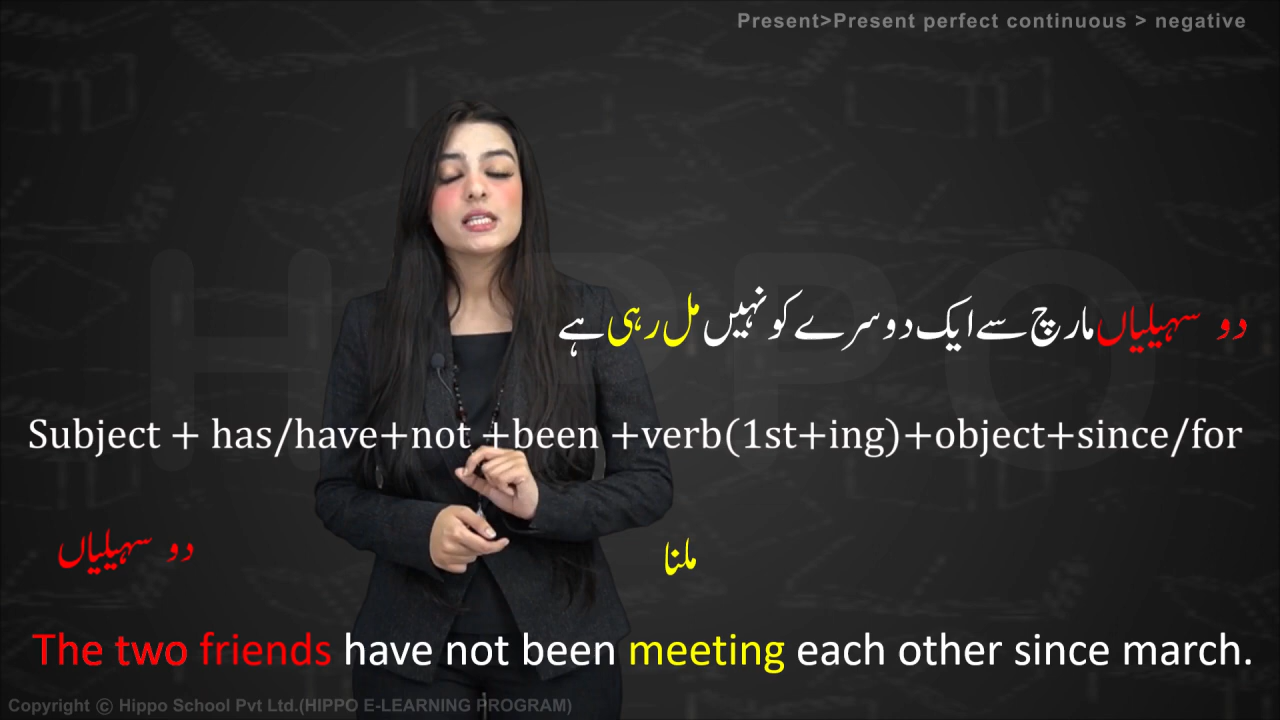 Present>Present perfect continuous > negative
HIPPO
دو سہیلیاں مارچ سے ایک دوسرے کو نہیں مل رہی ہے
Subject + has/have+not +been +verb(1st+ing)+object+since/for
دو سہیلیاں
ملنا
The two friends have not been meeting each other since march.
Copyright © Hippo School Pvt Ltd.(HIPPO E-LEARNING PROGRAM)